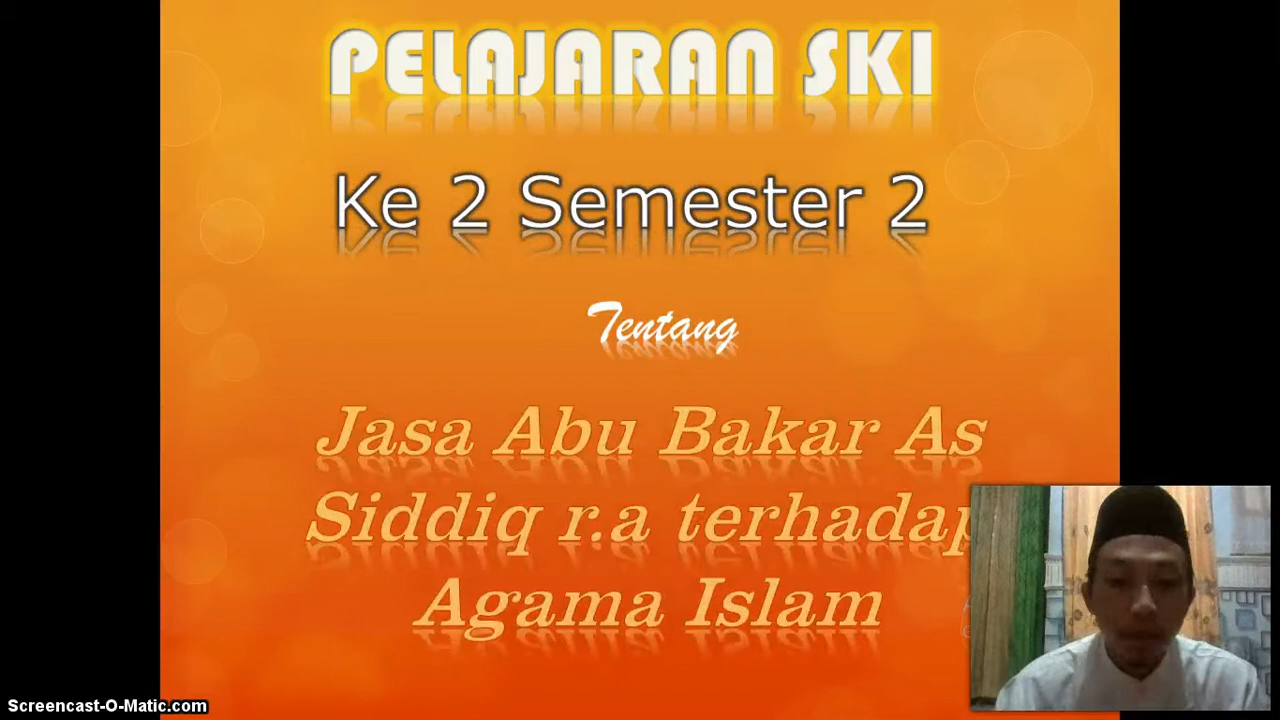 PELAJARAN SKI
Ke 2 Semester 2
Tentang
Jasa Abu Bakar As
Siddiq r.a terhadap
Agama Islam
Screencast-O-Matic.com